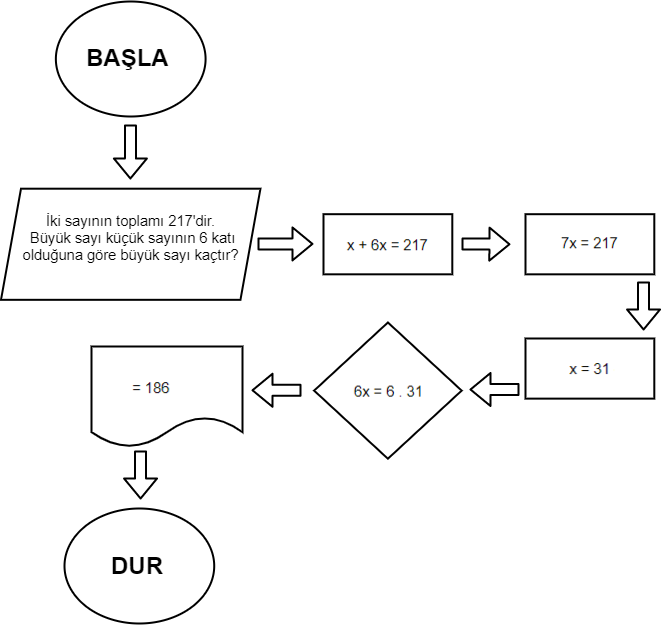 BAŞLA
İki sayının toplamı 217'dir.
Büyük sayı küçük sayının 6 katı
olduğuna göre büyük sayı kaçtır?
x + 6x = 217
7x = 217
x = 31
6x = 6 . 31
= 186
DUR